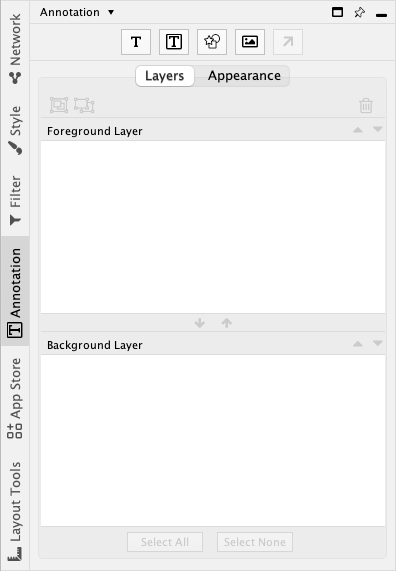 Annotation
Network
Style
Filter
Annotation
App Store
Layout Tools
T
T
Layers
Appearance
Foreground Layer
Background Layer
Select All
Select None